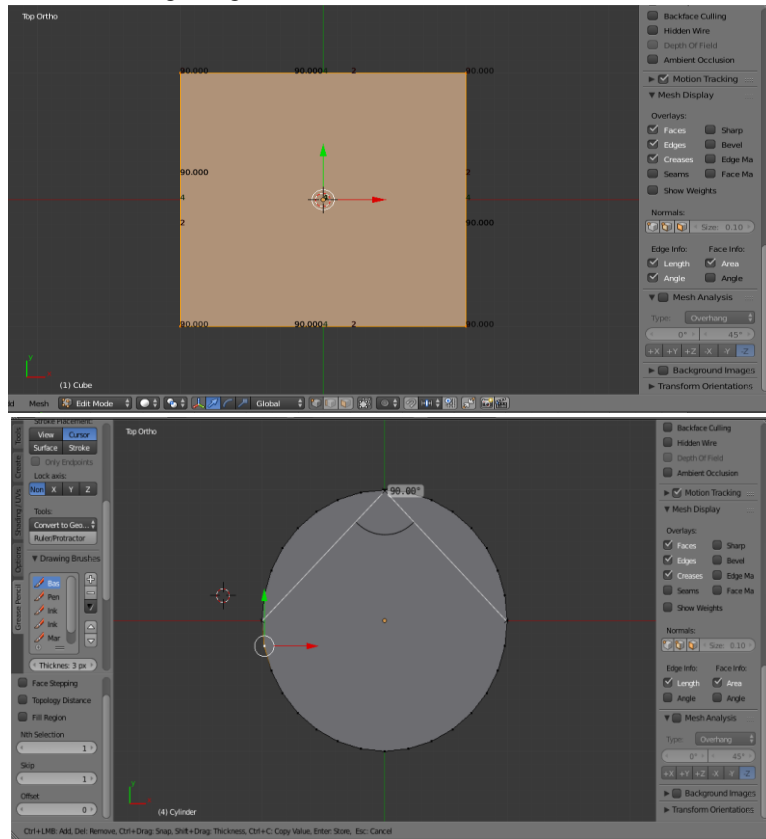 Top Ortho
90.000
90.0004
2
90.000
2
4
4
2
90.000
90.000
90.0004
2
90.000
y
(1) Cube
Backface Culling
Hidden Wire
Depth Of Field
Ambient Occlusion
Motion Tracking
Mesh Display
Overlays:
Faces
Sharp
Edges
Bevel
Creases
Edge Ma
Seams
Face Ma
Show Weights
Normals:
Size: 0.10
Edge Info:
Face Info:
Length
Area
Angle
Angle
Mesh Analysis
Type:
Overhang
0°
45°
+X +Y +Z -X -Y -Z
Background Images
Transform Orientations
ld Mesh Edit Mode Global
Stroke Placement:
View Cursor
Surface Stroke
Only Endpoints
Lock axis:
Non X Y Z
Tools:
Convert to Geo...
Ruler/Protractor
Drawing Brushes
Bas
Pen
Ink
Ink
Mar
Thicknes: 3 px
Face Stepping
Topology Distance
Fill Region
Nth Selection
1
Skip
1
Offset
0
Tools
Create
Shading / UVs
Options
Grease Pencil
Top Ortho
90.00°
Y
(4) Cylinder
Backface Culling
Hidden Wire
Depth Of Field
Ambient Occlusion
Motion Tracking
Mesh Display
Overlays:
Faces
Sharp
Edges
Bevel
Creases
Edge Ma
Seams
Face Ma
Show Weights
Normals:
Size: 0.10
Edge Info:
Face Info:
Length
Area
Angle
Angle
Mesh Analysis
Type:
Overhang
0°
45°
+X +Y +Z -X -Y -Z
Background Images
Transform Orientations
Ctrl+LMB: Add, Del: Remove, Ctrl+Drag: Snap, Shift+Drag: Thickness, Ctrl+C: Copy Value, Enter: Store, Esc: Cancel